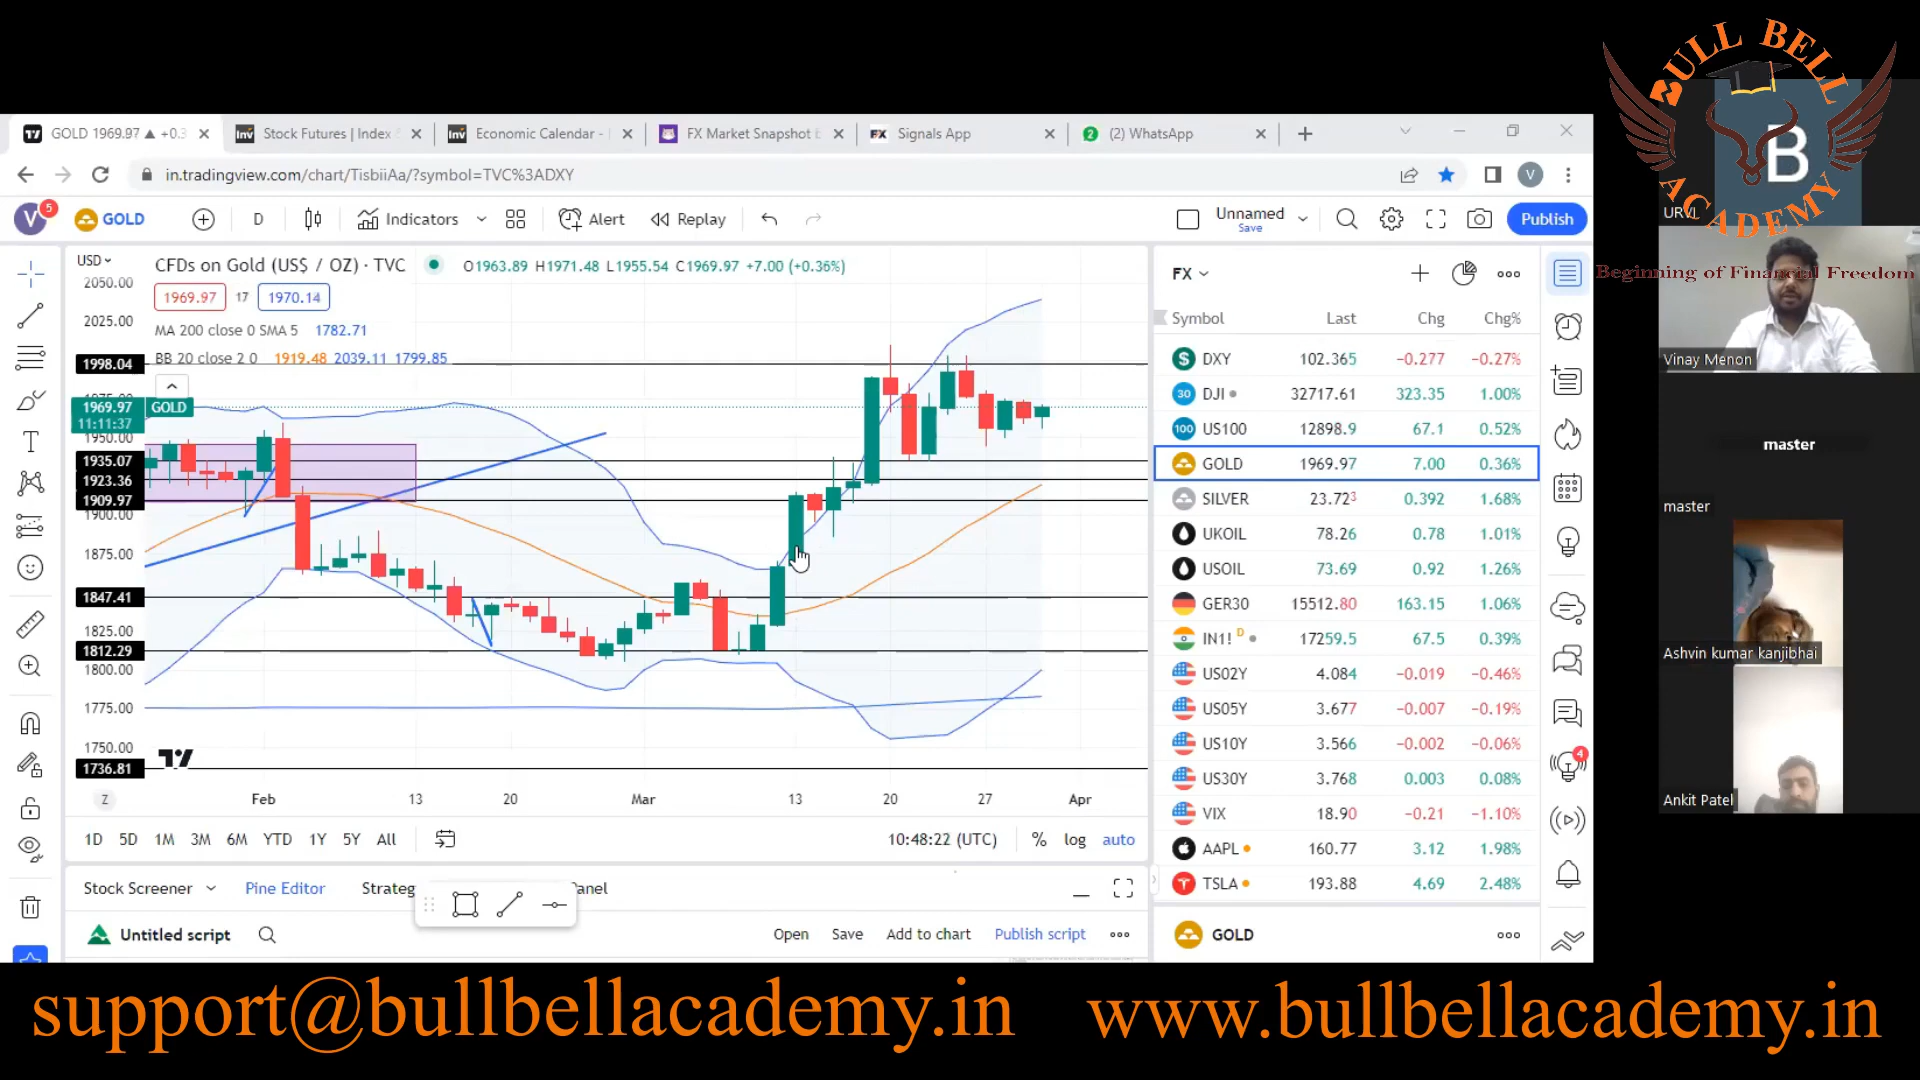 BULL BELL
ACADEMY
Beginning of Financial Freedom
B
URVI
Vinay Menon
master
master
Ashvin kumar kanjibhai
Ankit Patel
GOLD 1969.97 ▲ +0.3
Stock Futures | Index
Economic Calendar -
FX Market Snapshot
Signals App
(2) WhatsApp
in.tradingview.com/chart/TisbiiAa/?symbol=TVC%3ADXY
V
V 5 GOLD D Indicators Alert Replay Unnamed Save Publish
USD
CFDs on Gold (US$ / OZ) · TVC O1963.89 H1971.48 L1955.54 C1969.97 +7.00 (+0.36%)
1969.97 17 1970.14
MA 200 close 0 SMA 5 1782.71
BB 20 close 2 0 1919.48 2039.11 1799.85
2050.00
2025.00
1998.04
1969.97 GOLD
11:11:37
1950.00
1935.07
1923.36
1909.97
1900.00
1875.00
1847.41
1825.00
1812.29
1800.00
1775.00
1750.00
1736.81
Z Feb 13 20 Mar 13 20 27 Apr
1D 5D 1M 3M 6M YTD 1Y 5Y All 10:48:22 (UTC) % log auto
Stock Screener Pine Editor Strateg Panel
Untitled script Open Save Add to chart Publish script
FX
Symbol Last Chg Chg%
DXY 102.365 −0.277 −0.27%
30 DJI 32717.61 323.35 1.00%
100 US100 12898.9 67.1 0.52%
GOLD 1969.97 7.00 0.36%
SILVER 23.723 0.392 1.68%
UKOIL 78.26 0.78 1.01%
USOIL 73.69 0.92 1.26%
GER30 15512.80 163.15 1.06%
IN1! D 17259.5 67.5 0.39%
US02Y 4.084 −0.019 −0.46%
US05Y 3.677 −0.007 −0.19%
US10Y 3.566 −0.002 −0.06%
US30Y 3.768 0.003 0.08%
VIX 18.90 −0.21 −1.10%
AAPL 160.77 3.12 1.98%
TSLA 193.88 4.69 2.48%
GOLD
4
support@bullbellacademy.in www.bullbellacademy.in